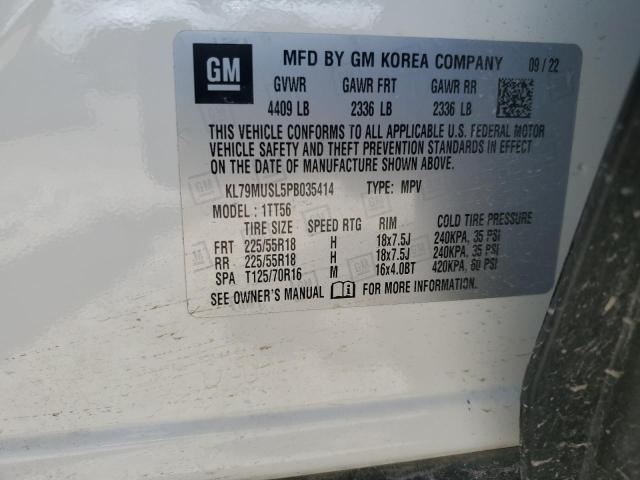 GM MFD BY GM KOREA COMPANY 09/22
GVWR GAWR FRT GAWR RR
4409 LB 2336 LB 2336 LB
THIS VEHICLE CONFORMS TO ALL APPLICABLE U.S. FEDERAL MOTOR
VEHICLE SAFETY AND THEFT PREVENTION STANDARDS IN EFFECT ON
THE DATE OF MANUFACTURE SHOWN ABOVE.
KL79MUSL5PB035414 TYPE: MPV
MODEL : 1TT56
TIRE SIZE SPEED RTG RIM COLD TIRE PRESSURE
FRT 225/55R18 H 18x7.5J 240KPA, 35 PSI
RR 225/55R18 H 18x7.5J 240KPA, 35 PSI
SPA T125/70R16 M 16x4.0BT 420KPA, 60 PSI
SEE OWNER'S MANUAL FOR MORE INFORMATION.